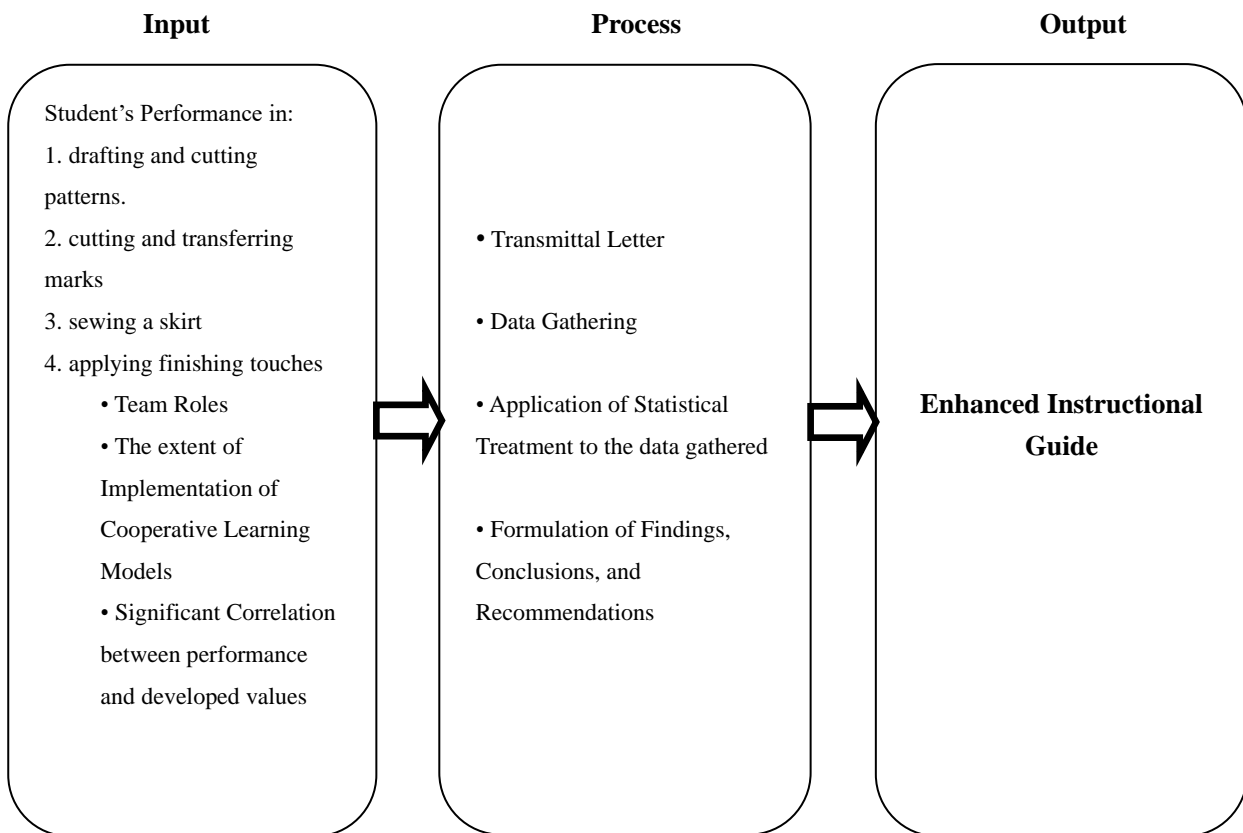 Input
Process
Output
Student’s Performance in:
1. drafting and cutting
patterns.
2. cutting and transferring
marks
3. sewing a skirt
4. applying finishing touches
• Team Roles
• The extent of
Implementation of
Cooperative Learning
Models
• Significant Correlation
between performance
and developed values
• Transmittal Letter
• Data Gathering
• Application of Statistical
Treatment to the data gathered
• Formulation of Findings,
Conclusions, and
Recommendations
Enhanced Instructional
Guide